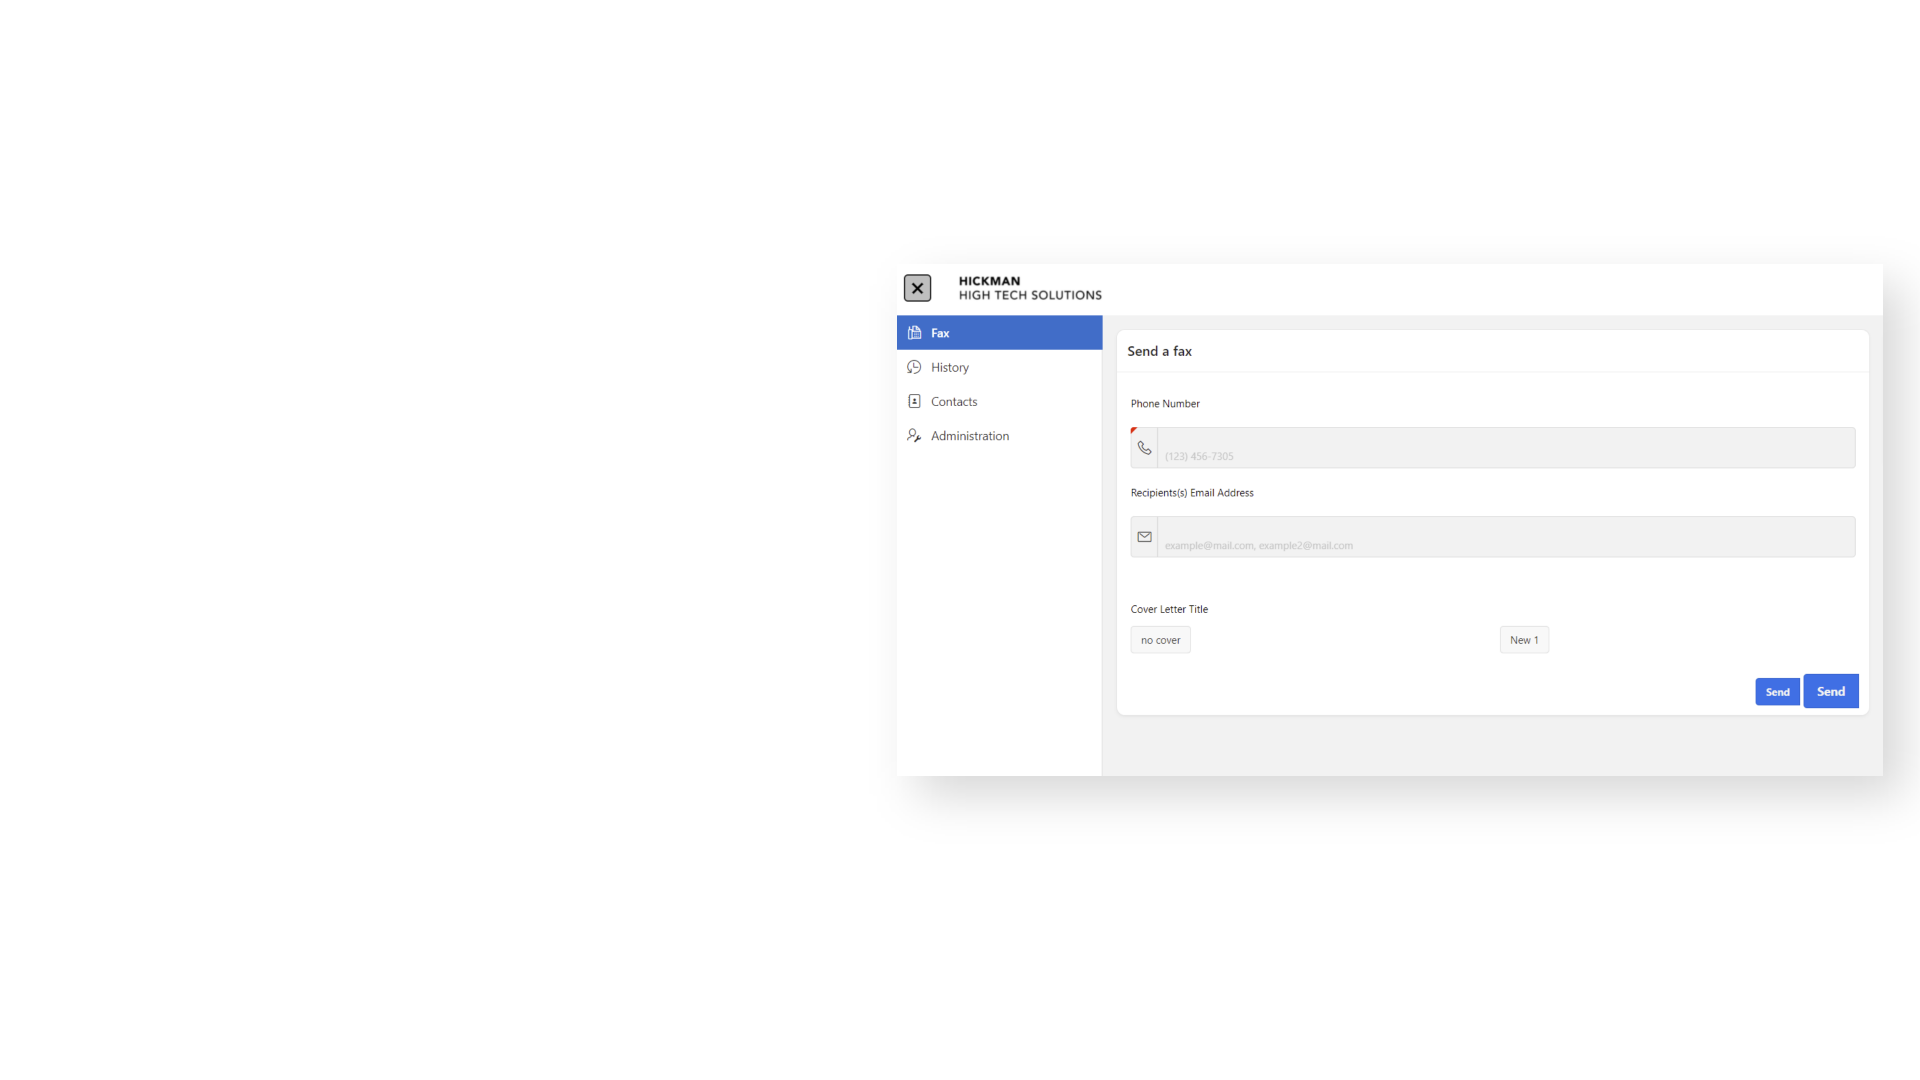 HICKMAN
HIGH TECH SOLUTIONS
Fax
History
Contacts
Administration
Send a fax
Phone Number
(123) 456-7305
Recipients(s) Email Address
example@mail.com, example2@mail.com
Cover Letter Title
no cover
New 1
Send
Send